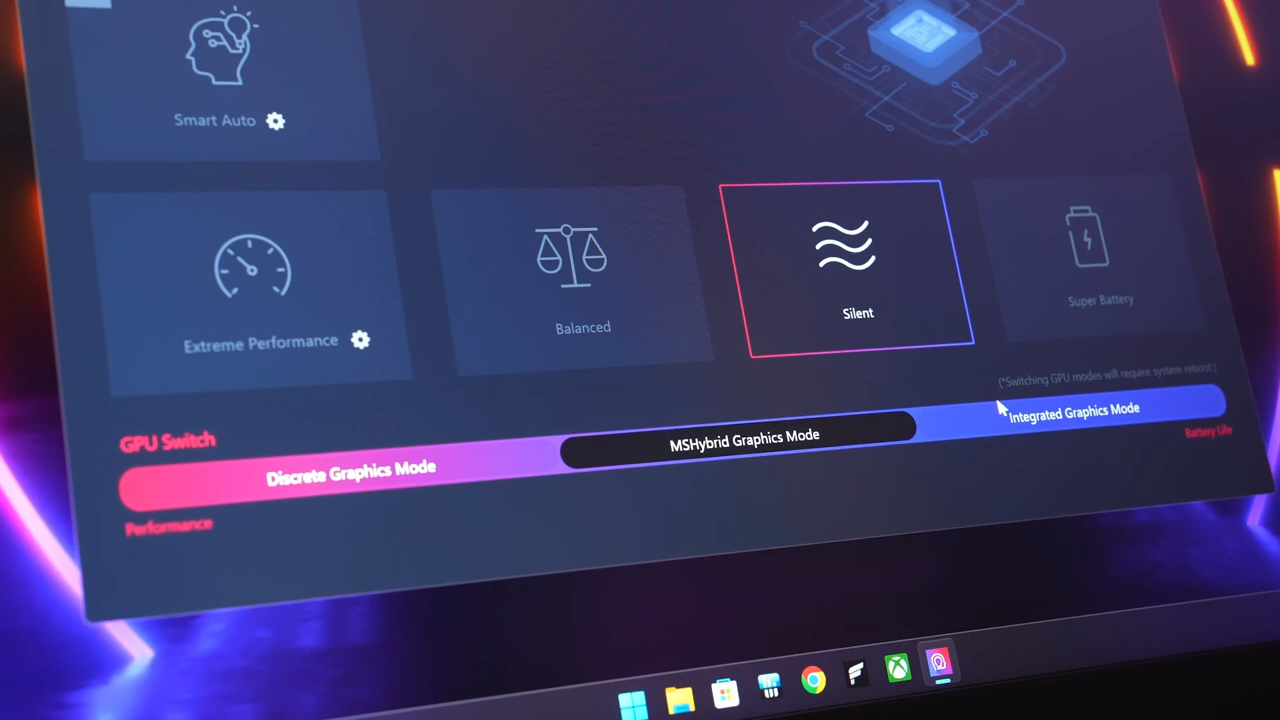 Smart Auto
Extreme Performance
Balanced
Silent
Super Battery
(*Switching GPU modes will require system reboot.)
GPU Switch
Discrete Graphics Mode
MSHybrid Graphics Mode
Integrated Graphics Mode
Performance
Battery Life